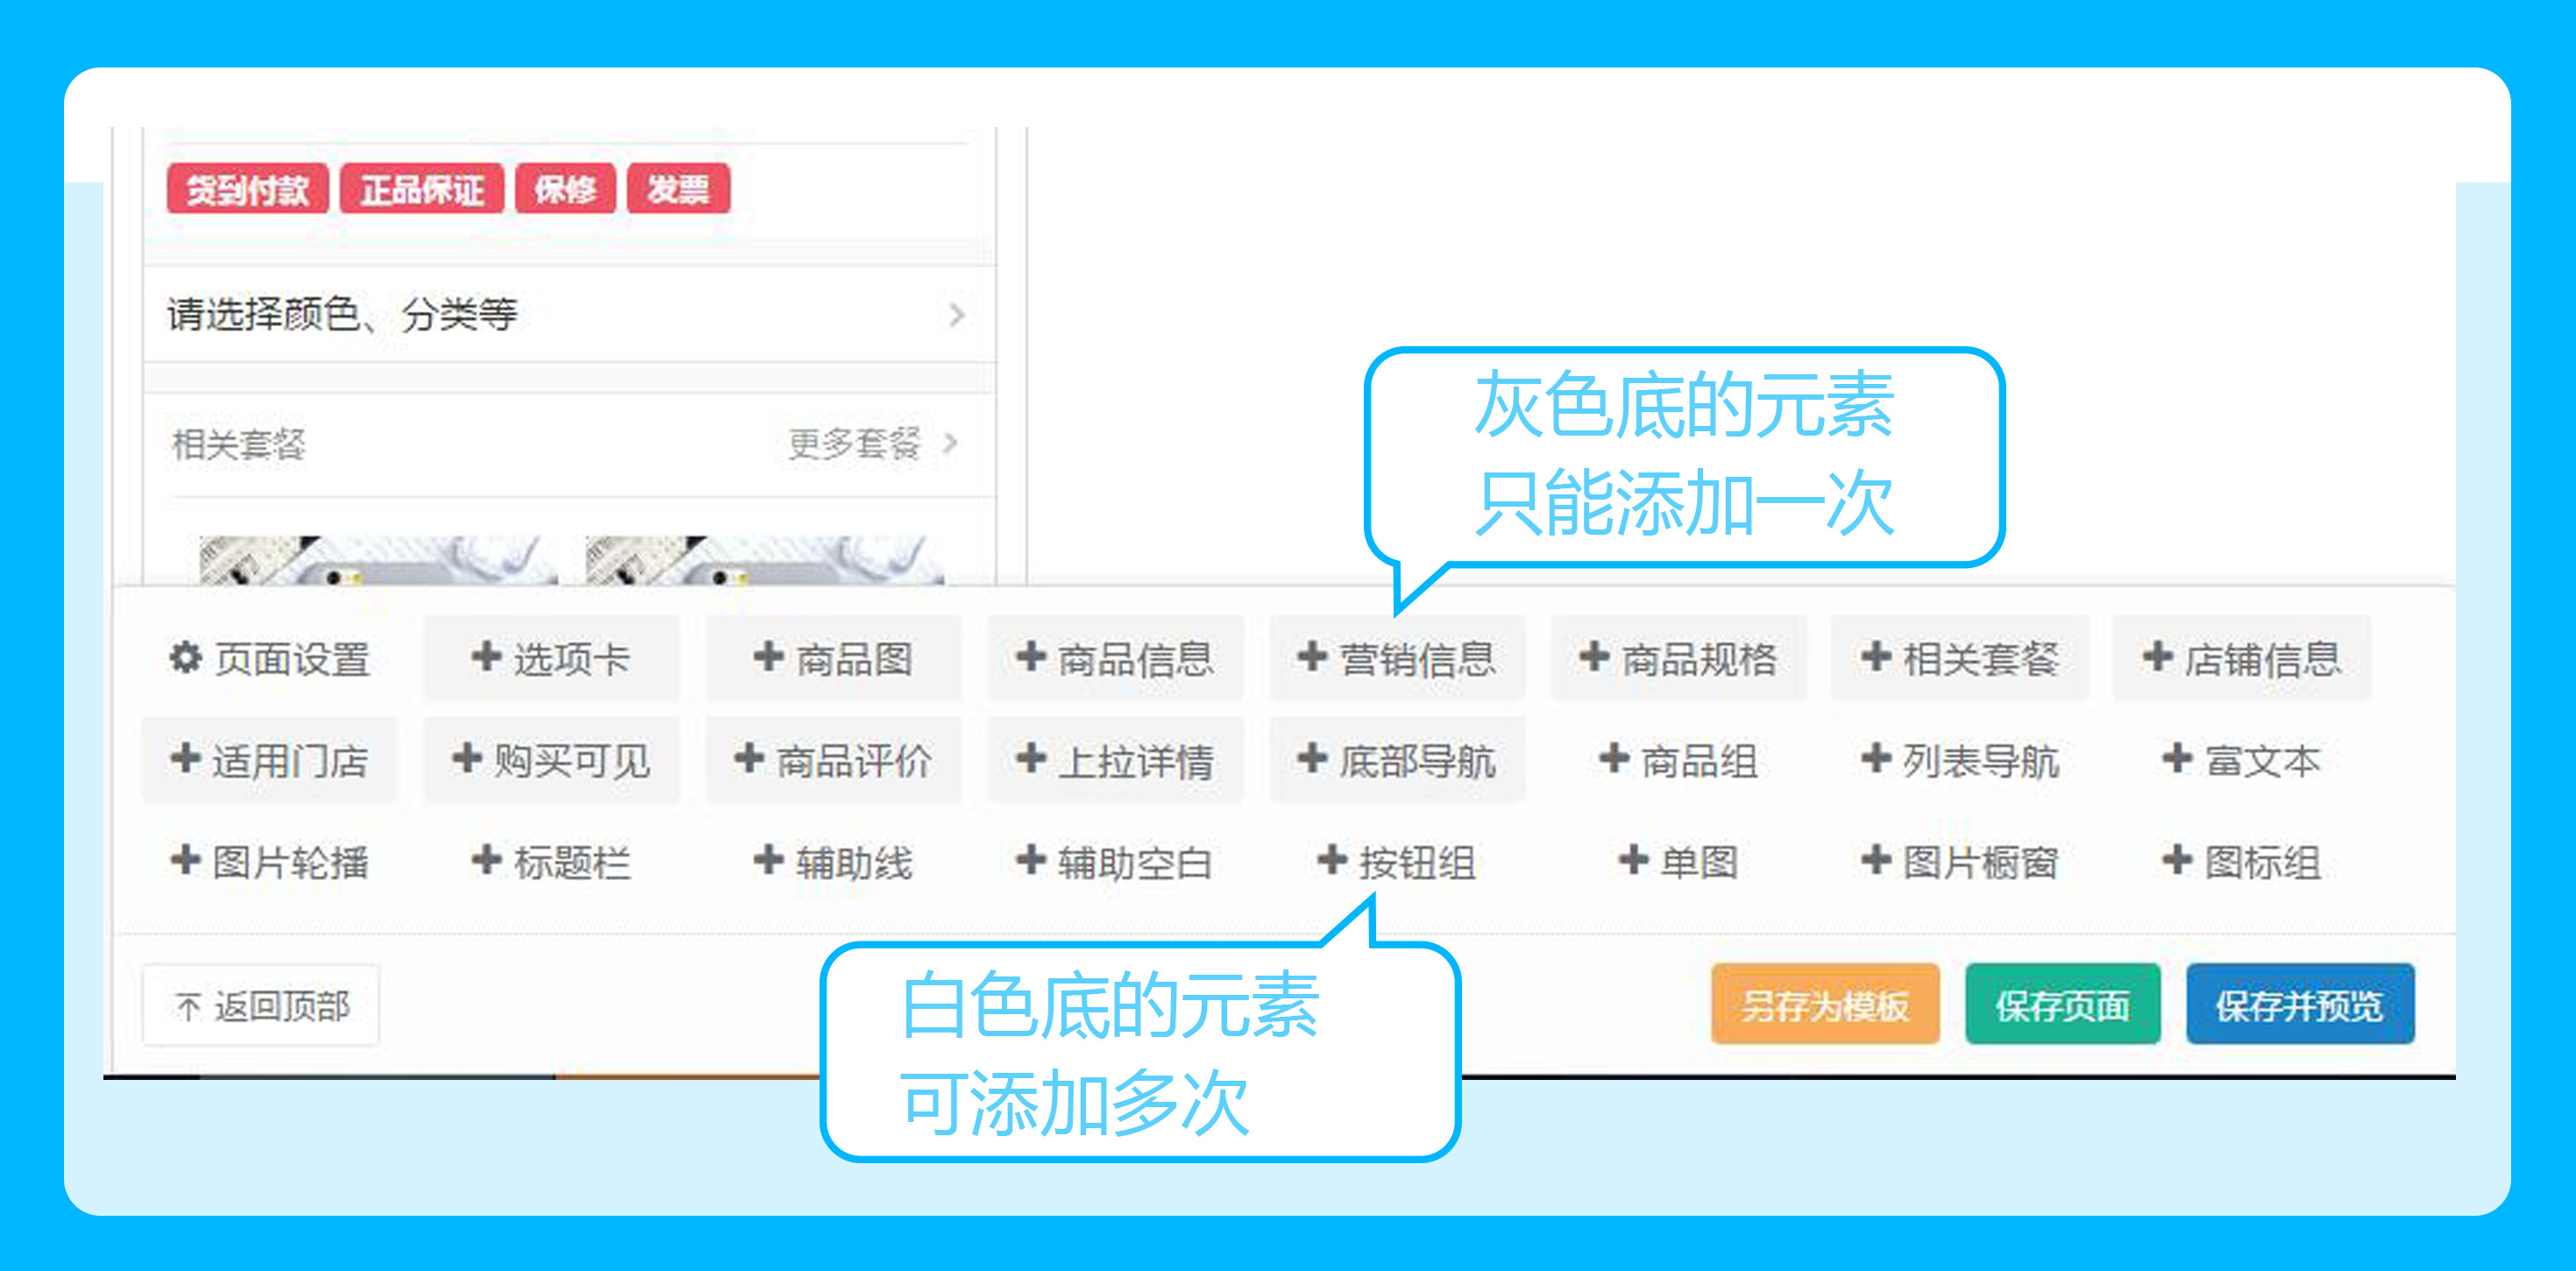 货到付款 正品保证 保修 发票
请选择颜色、分类等
相关套餐 更多套餐
灰色底的元素
只能添加一次
页面设置 选项卡 商品图 商品信息 营销信息 商品规格 相关套餐 店铺信息
适用门店 购买可见 商品评价 上拉详情 底部导航 商品组 列表导航 富文本
图片轮播 标题栏 辅助线 辅助空白 按钮组 单图 图片橱窗 图标组
返回顶部 另存为模板 保存页面 保存并预览
白色底的元素
可添加多次